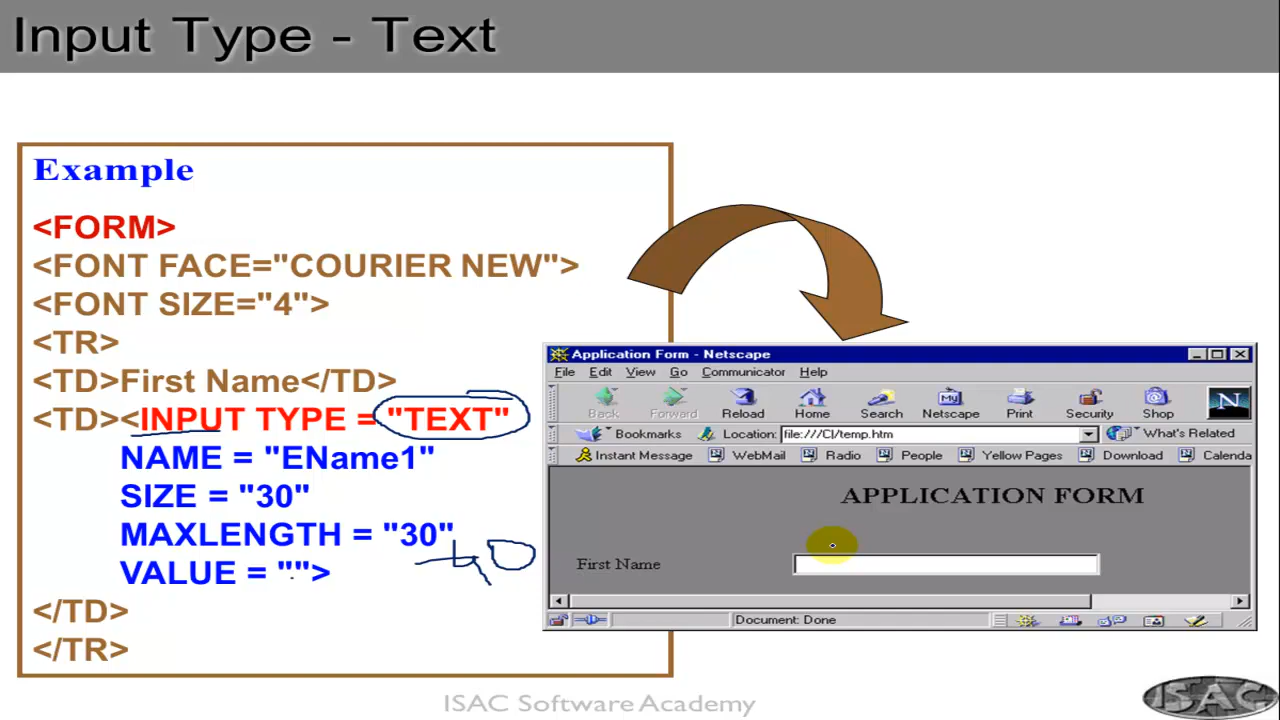 Input Type - Text
Example
<FORM>
<FONT FACE="COURIER NEW">
<FONT SIZE="4">
<TR>
<TD>First Name</TD>
<TD><INPUT TYPE = "TEXT"
NAME = "EName1"
SIZE = "30"
MAXLENGTH = "30"
40
VALUE = "">
</TD>
</TR>
Application Form - Netscape
File Edit View Go Communicator Help
Back Forward Reload Home Search Netscape Print Security Shop
N
Bookmarks Location: file:///C|/temp.htm What's Related
Instant Message WebMail Radio People Yellow Pages Download Calenda
APPLICATION FORM
First Name
Document: Done
ISAC Software Academy
ISAC